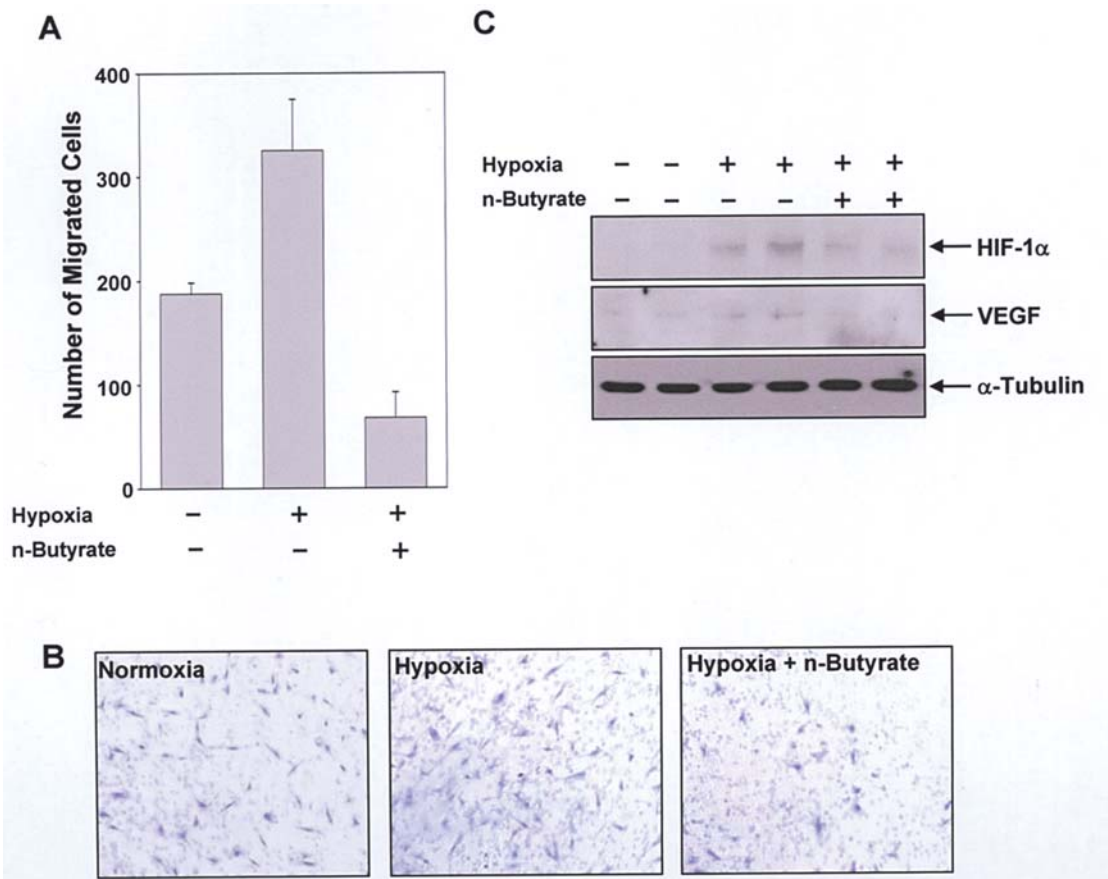 A
Number of Migrated Cells
400
300
200
100
0
Hypoxia − + +
n-Butyrate − − +
C
Hypoxia − − + + + +
n-Butyrate − − − − + +
HIF-1α
VEGF
α-Tubulin
B
Normoxia
Hypoxia
Hypoxia + n-Butyrate